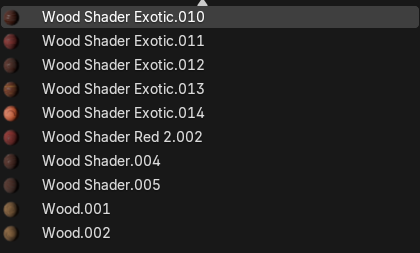 Wood Shader Exotic.010
Wood Shader Exotic.011
Wood Shader Exotic.012
Wood Shader Exotic.013
Wood Shader Exotic.014
Wood Shader Red 2.002
Wood Shader.004
Wood Shader.005
Wood.001
Wood.002